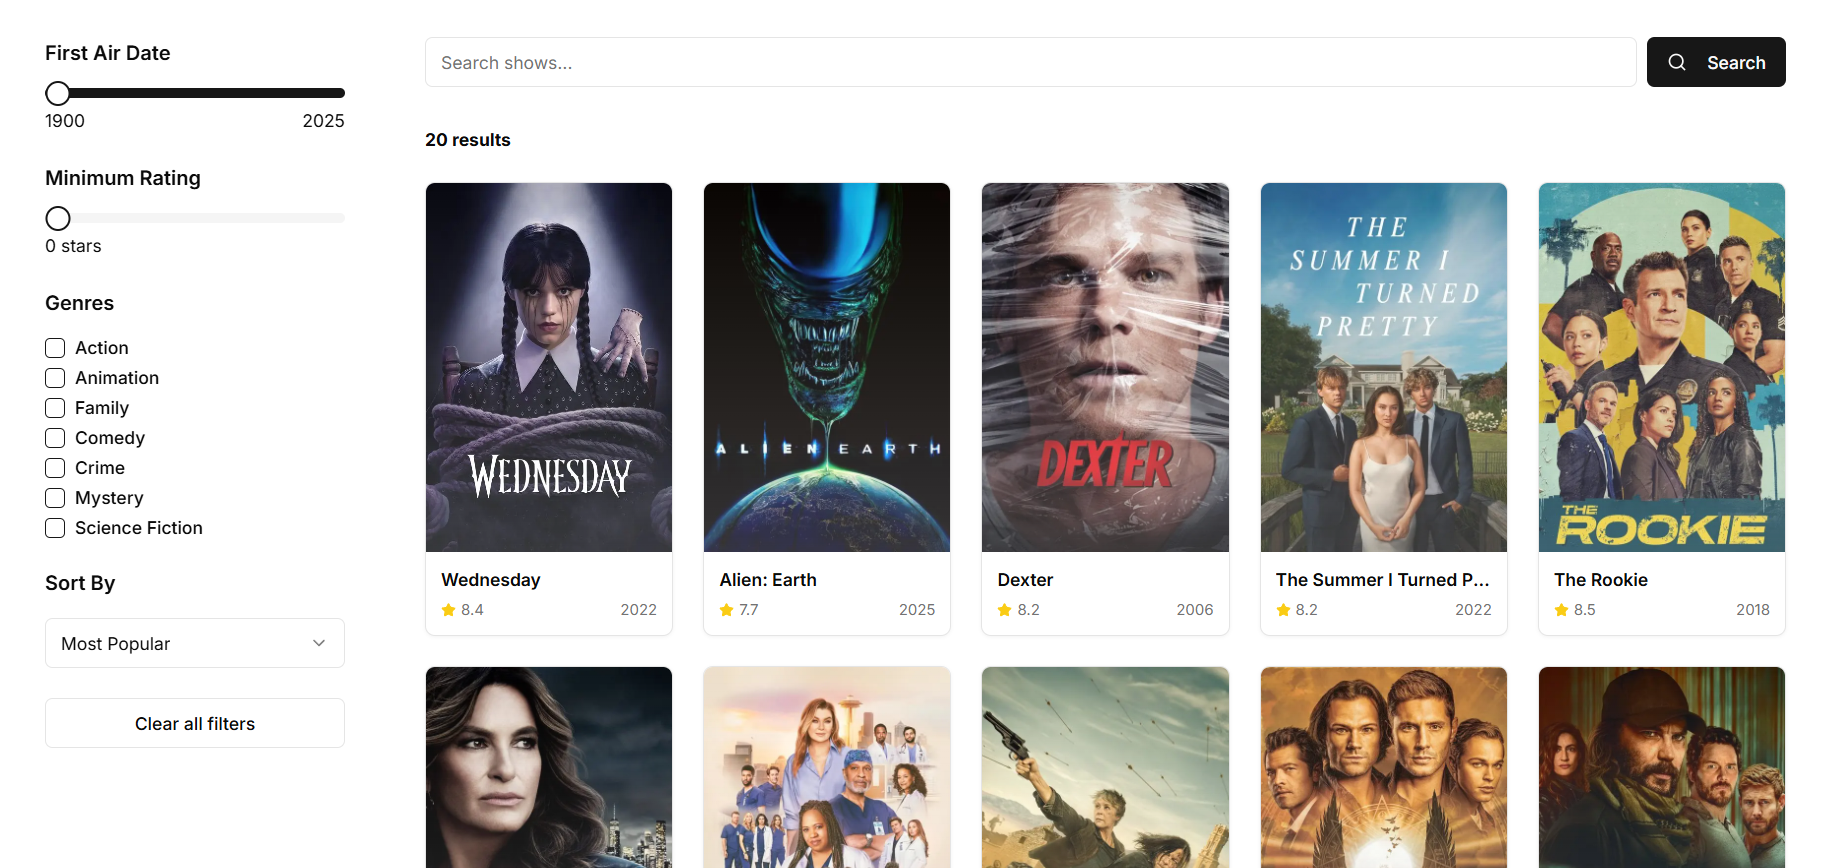 First Air Date
1900 2025
Minimum Rating
0 stars
Genres
Action
Animation
Family
Comedy
Crime
Mystery
Science Fiction
Sort By
Most Popular
Clear all filters
Search shows...
Search
20 results
WEDNESDAY
Wednesday
8.4 2022
ALIEN EARTH
Alien: Earth
7.7 2025
DEXTER
Dexter
8.2 2006
THE
SUMMER I
TURNED
PRETTY
The Summer I Turned P...
8.2 2022
THE
ROOKIE
The Rookie
8.5 2018